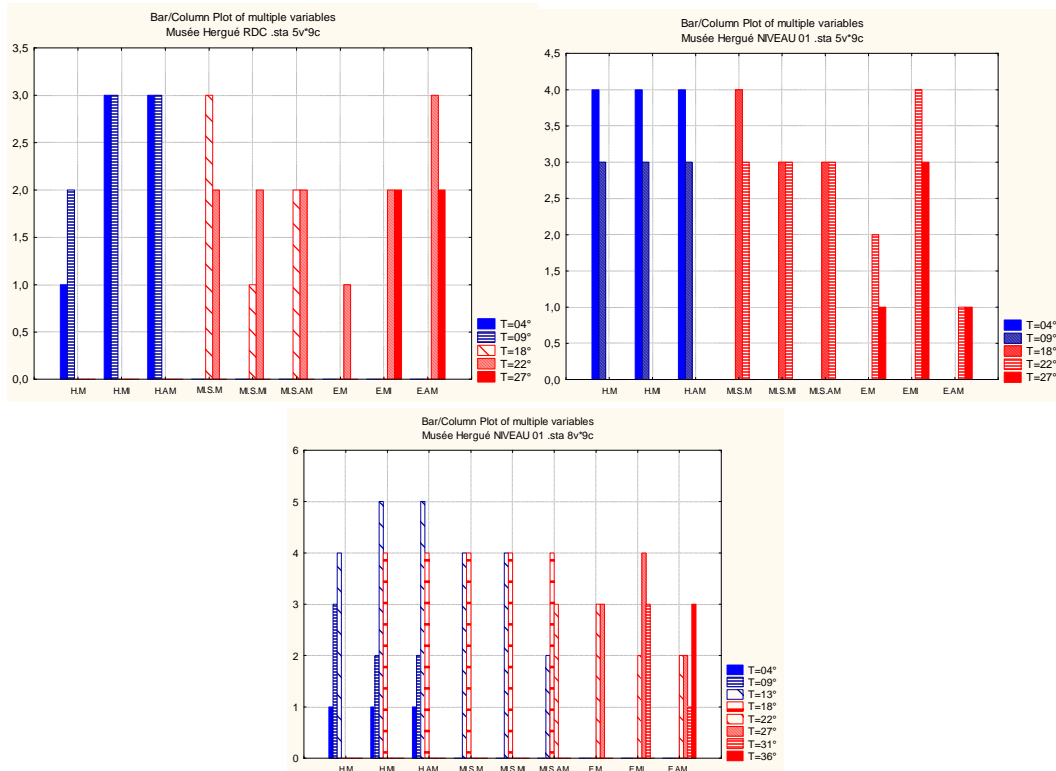 Bar/Column Plot of multiple variables
Musée Hergué RDC .sta 5v*9c
3,5
3,0
2,5
2,0
1,5
1,0
0,5
0,0
H.M
H.MI
H.AM
MI.S.M
MI.S.M
MI.S.AM
E.M
E.MI
E.AM
T=04°
T=09°
T=18°
T=22°
T=27°
Bar/Column Plot of multiple variables
Musée Hergué NIVEAU 01 .sta 5v*9c
4,5
4,0
3,5
3,0
2,5
2,0
1,5
1,0
0,5
0,0
H.M
H.MI
H.AM
MI.S.M
MI.S.MI
MI.S.AM
E.M
E.MI
E.AM
T=04°
T=09°
T=18°
T=22°
T=27°
Bar/Column Plot of multiple variables
Musée Hergué NIVEAU 01 .sta 8v*9c
6
5
4
3
2
1
0
H.M
H.MI
H.AM
MI.S.M
MI.S.MI
MI.S.AM
E.M
E.MI
E.AM
T=04°
T=09°
T=13°
T=18°
T=22°
T=27°
T=31°
T=36°